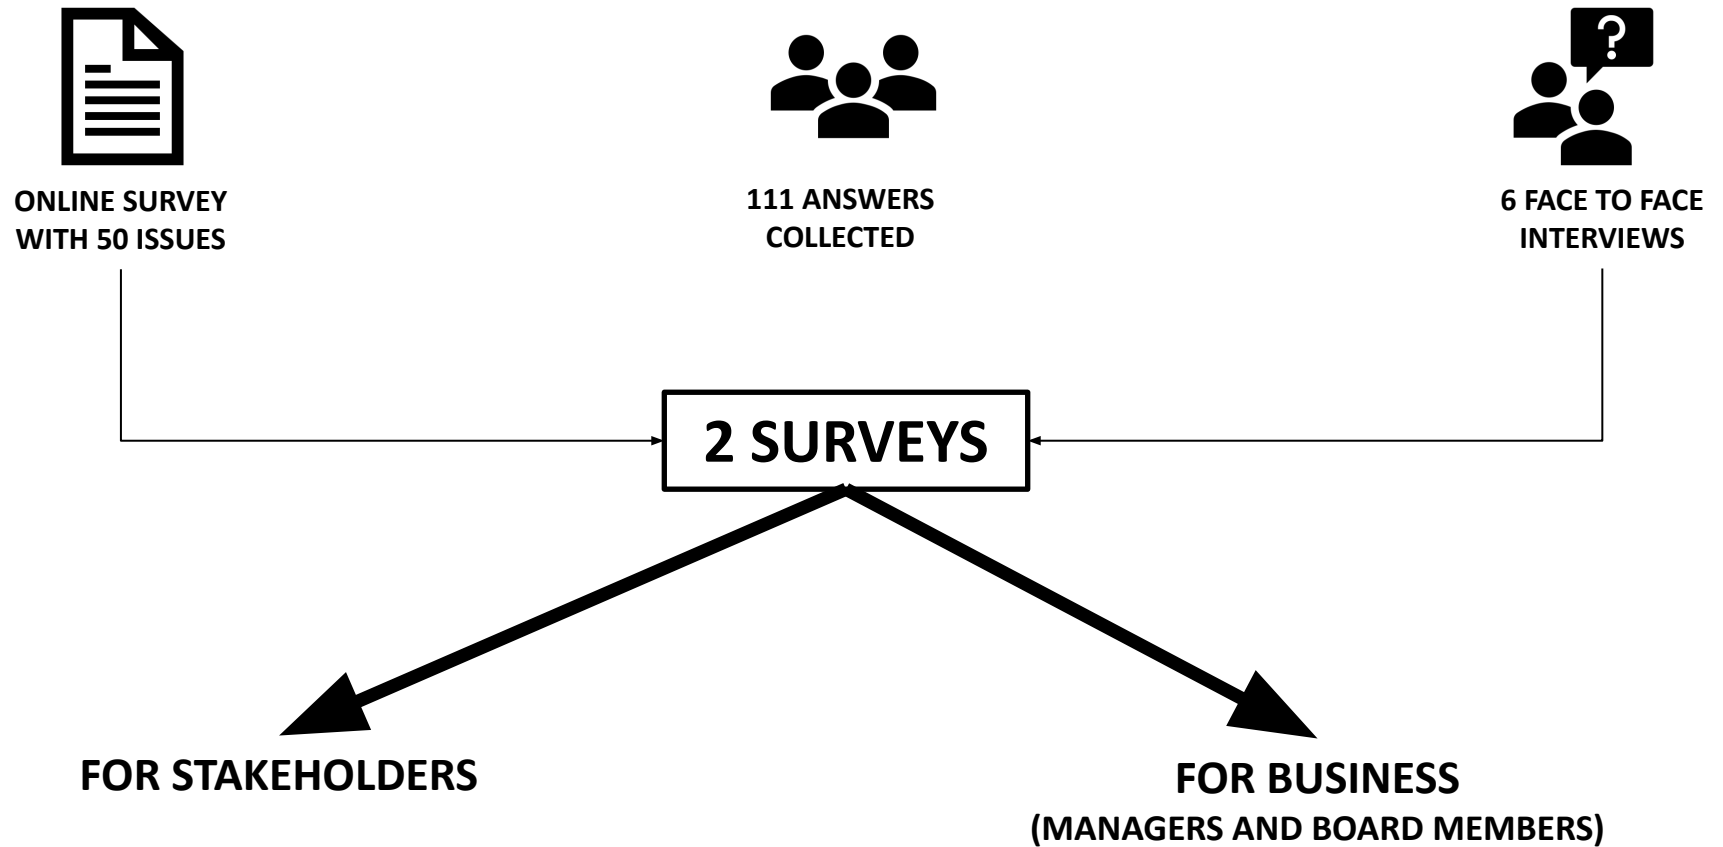 ONLINE SURVEY
WITH 50 ISSUES
111 ANSWERS
COLLECTED
?
6 FACE TO FACE
INTERVIEWS
2 SURVEYS
FOR STAKEHOLDERS
FOR BUSINESS
(MANAGERS AND BOARD MEMBERS)